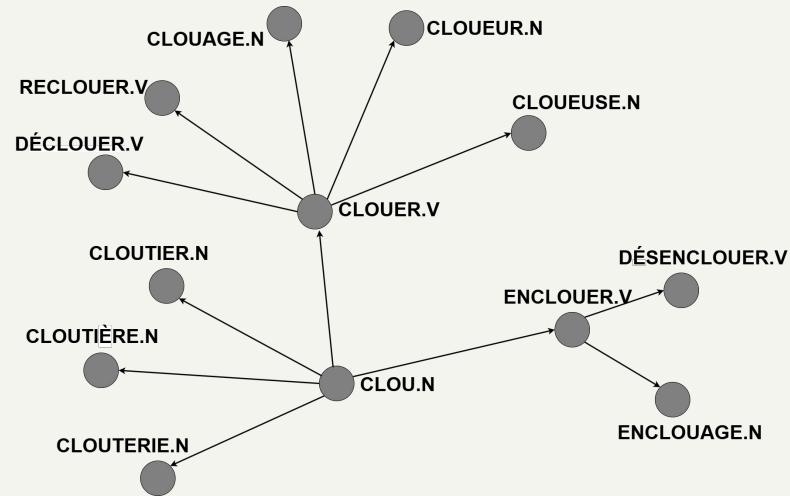 CLOUAGE.N
CLOUEUR.N
RECLOUER.V
CLOUEUSE.N
DÉCLOUER.V
CLOUER.V
CLOUTIER.N
DÉSENCLOUER.V
ENCLOUER.V
CLOUTIÈRE.N
CLOU.N
CLOUTERIE.N
ENCLOUAGE.N